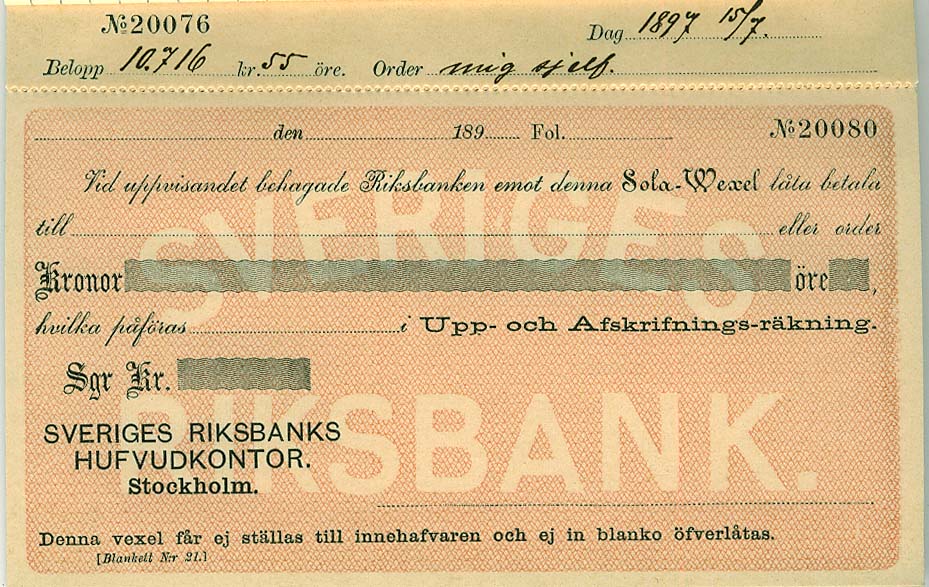 №20076
Dag 1897 15/7.
Belopp 10.716 kr. 55 öre. Order mig sjelf.
den 189 Fol. №20080
Vid uppvisandet behagade Riksbanken emot denna Sola-Wexel låta betala
till eller order
Kronor öre ,
hvilka påföras i Upp- och Afskrifnings-räkning.
Sgr Kr.
SVERIGES RIKSBANK.
SVERIGES RIKSBANKS
HUFVUDKONTOR.
Stockholm.
Denna vexel får ej ställas till innehafvaren och ej in blanko öfverlåtas.
[Blankett N:r 21.]